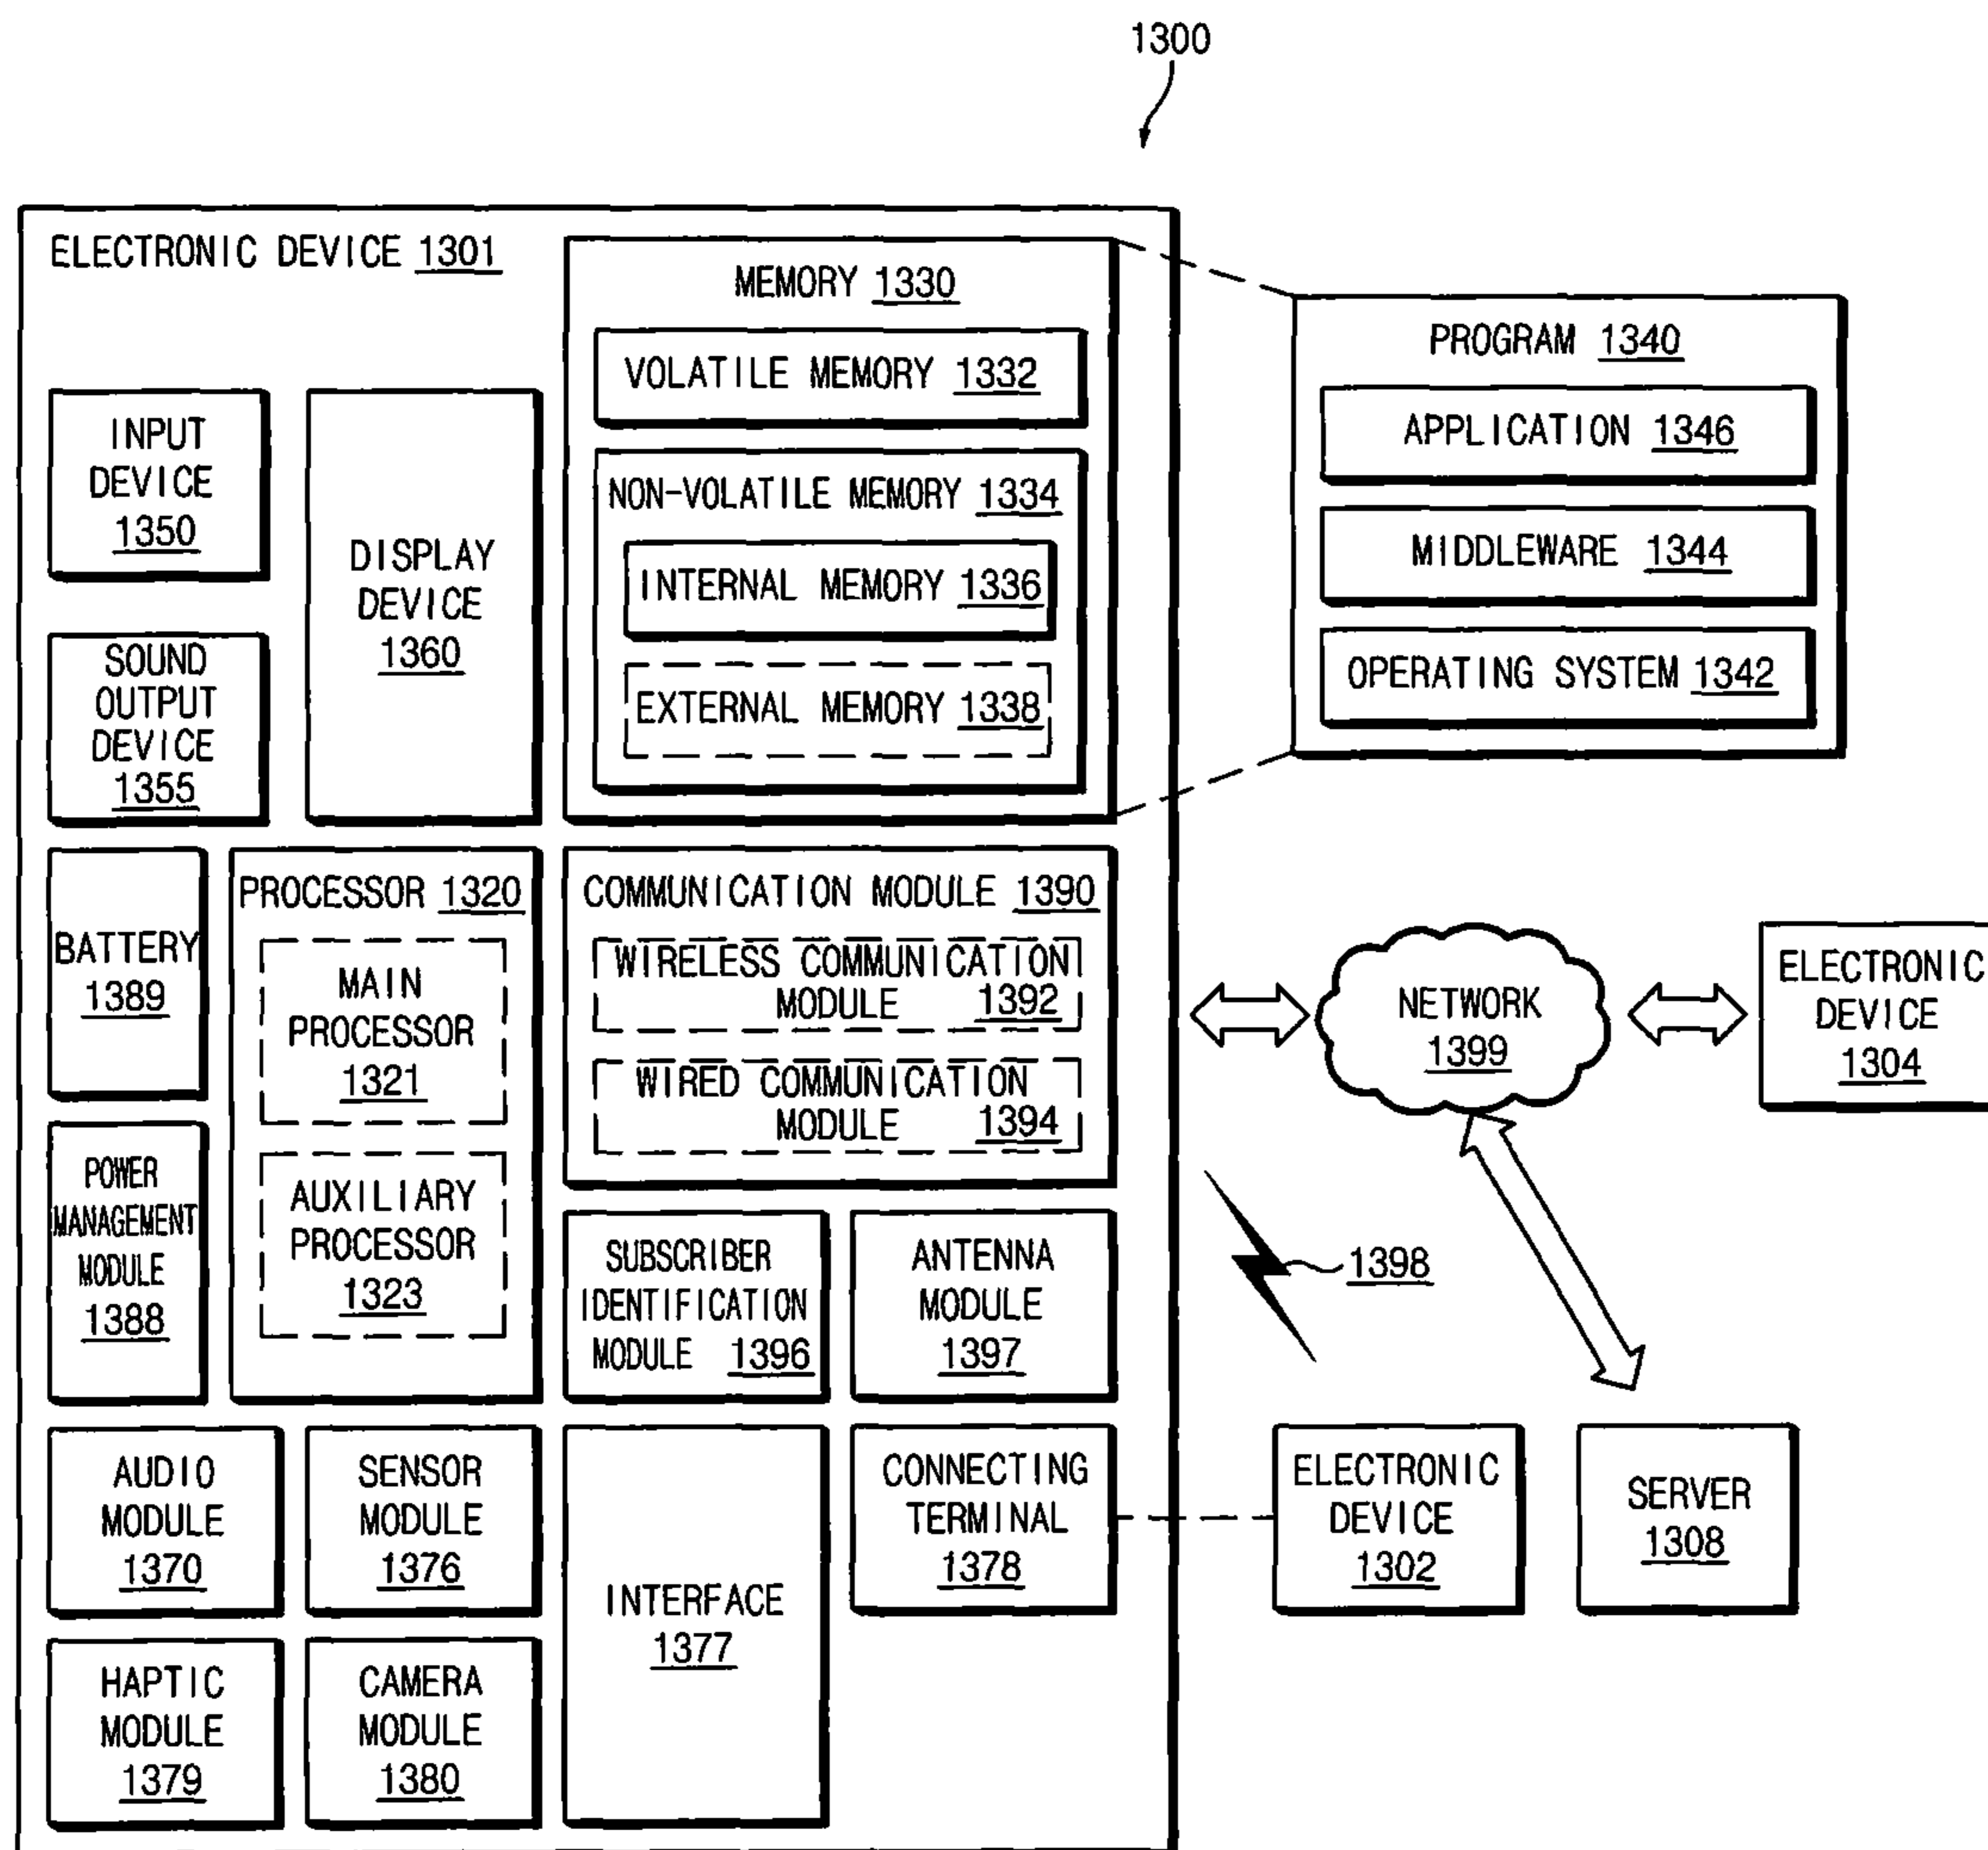 1300
ELECTRONIC DEVICE 1301
MEMORY 1330
VOLATILE MEMORY 1332
NON-VOLATILE MEMORY 1334
INTERNAL MEMORY 1336
EXTERNAL MEMORY 1338
PROGRAM 1340
APPLICATION 1346
MIDDLEWARE 1344
OPERATING SYSTEM 1342
INPUT
DEVICE
1350
DISPLAY
DEVICE
1360
SOUND
OUTPUT
DEVICE
1355
BATTERY
1389
PROCESSOR 1320
MAIN
PROCESSOR
1321
AUXILIARY
PROCESSOR
1323
POWER
MANAGEMENT
MODULE
1388
COMMUNICATION MODULE 1390
WIRELESS COMMUNICATION
MODULE 1392
WIRED COMMUNICATION
MODULE 1394
SUBSCRIBER
IDENTIFICATION
MODULE 1396
ANTENNA
MODULE
1397
NETWORK
1399
ELECTRONIC
DEVICE
1304
1398
AUDIO
MODULE
1370
SENSOR
MODULE
1376
INTERFACE
1377
CONNECTING
TERMINAL
1378
ELECTRONIC
DEVICE
1302
SERVER
1308
HAPTIC
MODULE
1379
CAMERA
MODULE
1380